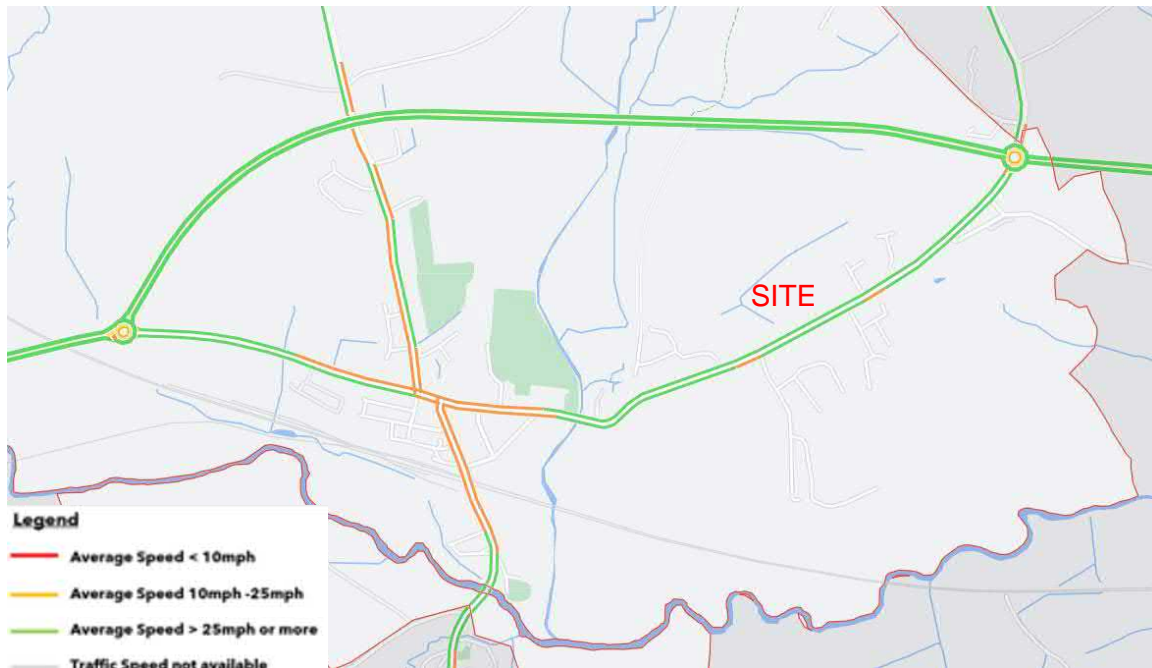 SITE
Legend
Average Speed < 10mph
Average Speed 10mph -25mph
Average Speed > 25mph or more
Traffic Speed not available